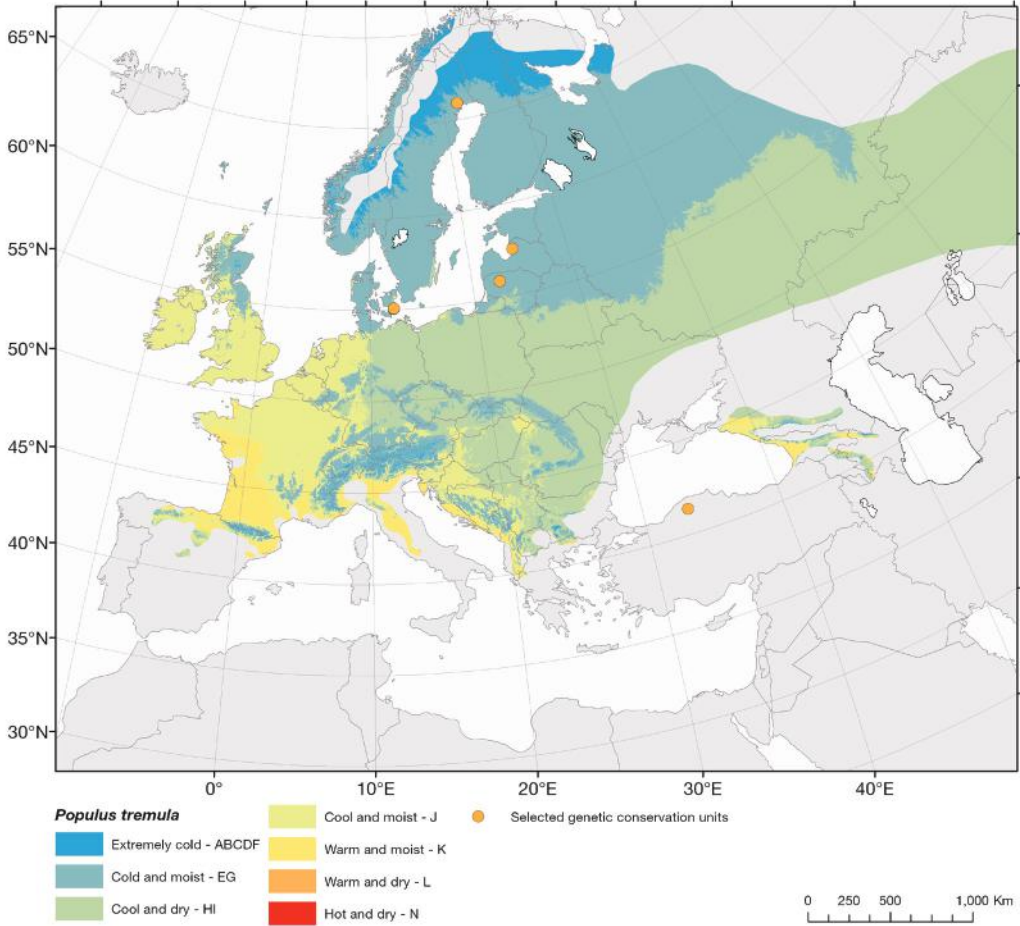 65°N
60°N
55°N
50°N
45°N
40°N
35°N
30°N
0°
10°E
20°E
30°E
40°E
Populus tremula
Extremely cold - ABCDF
Cold and moist - EG
Cool and dry - HI
Cool and moist - J
Warm and moist - K
Warm and dry - L
Hot and dry - N
Selected genetic conservation units
0 250 500 1,000 Km